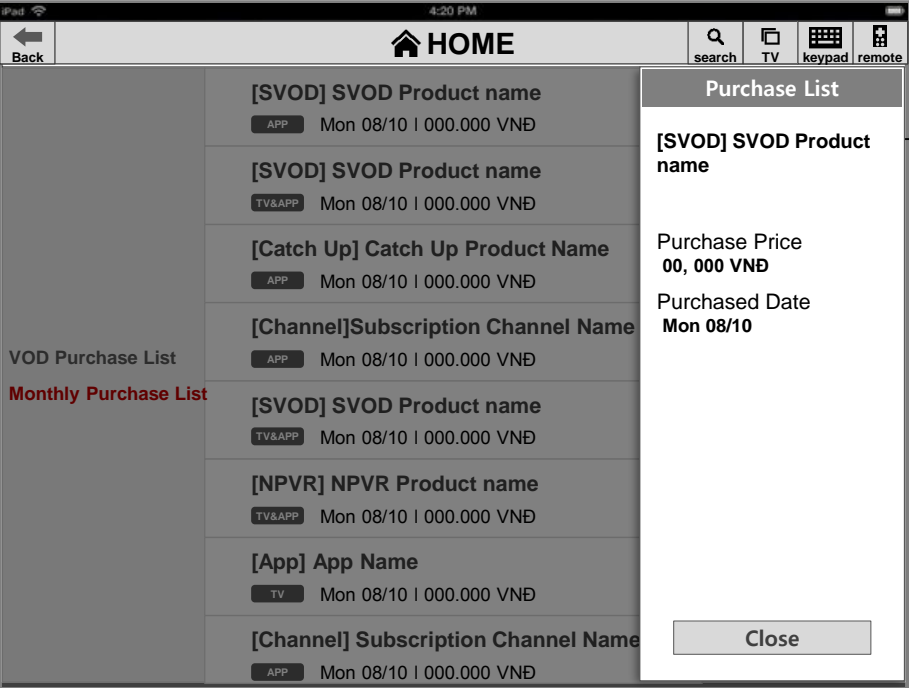 iPad 4:20 PM
Back HOME search TV keypad remote
VOD Purchase List
Monthly Purchase List
[SVOD] SVOD Product name
APP Mon 08/10 I 000.000 VNĐ
[SVOD] SVOD Product name
TV&APP Mon 08/10 I 000.000 VNĐ
[Catch Up] Catch Up Product Name
APP Mon 08/10 I 000.000 VNĐ
[Channel]Subscription Channel Name
APP Mon 08/10 I 000.000 VNĐ
[SVOD] SVOD Product name
TV&APP Mon 08/10 I 000.000 VNĐ
[NPVR] NPVR Product name
TV&APP Mon 08/10 I 000.000 VNĐ
[App] App Name
TV Mon 08/10 I 000.000 VNĐ
[Channel] Subscription Channel Name
APP Mon 08/10 I 000.000 VNĐ
Purchase List
[SVOD] SVOD Product
name
Purchase Price
00, 000 VNĐ
Purchased Date
Mon 08/10
Close